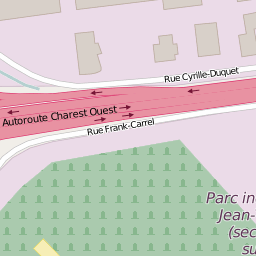 Rue Cyrille-Duquet
Autoroute Charest Ouest
Rue Frank-Carrel
Parc in
Jean-
(sec
su